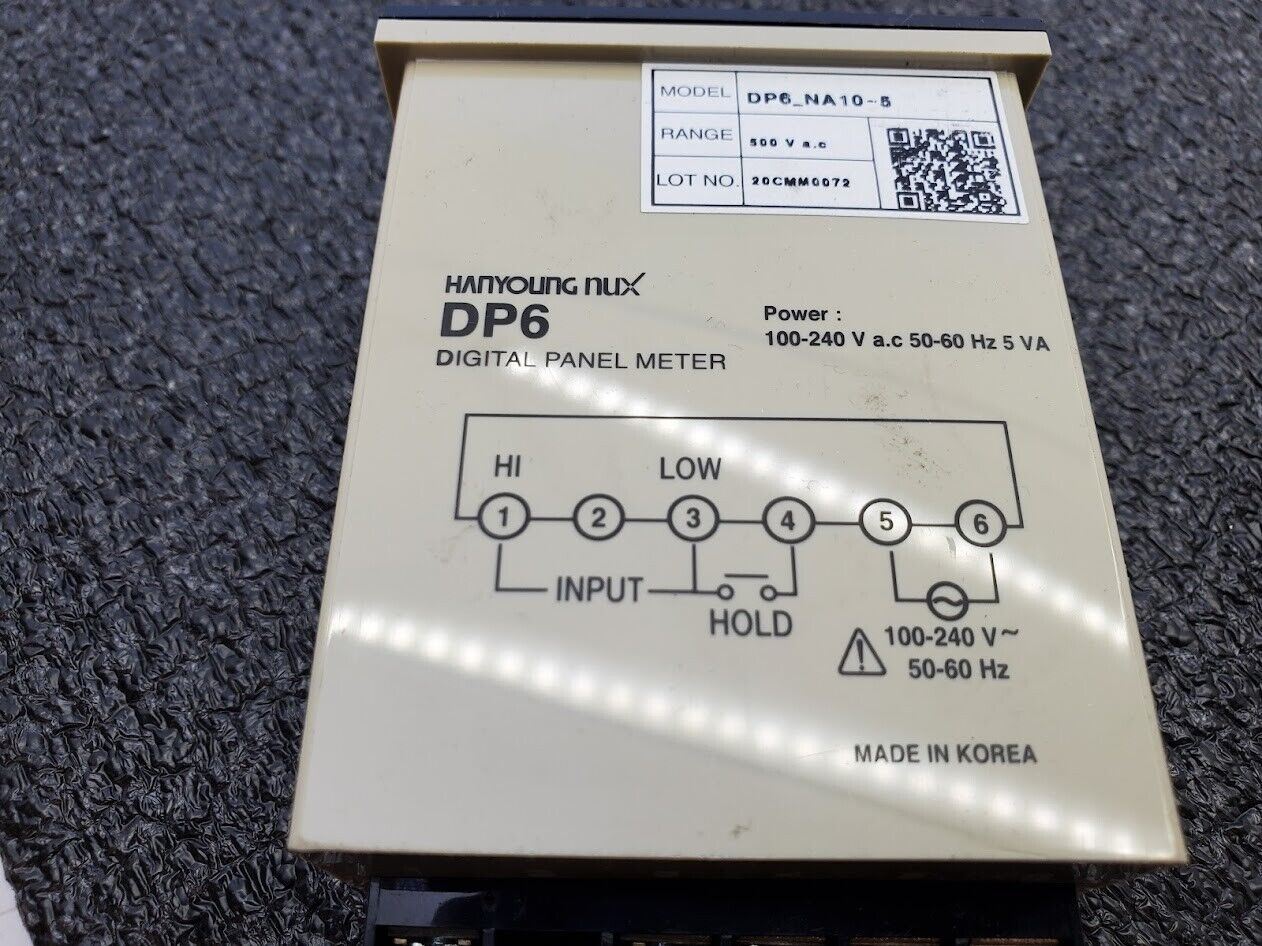 MODEL DP6_NA10-5
RANGE 500 V a.c
LOT NO. 20CMM0072
HANYOUNG nux
DP6
DIGITAL PANEL METER
Power :
100-240 V a.c 50-60 Hz 5 VA
HI LOW
1 2 3 4 5 6
INPUT
HOLD
100-240 V~
50-60 Hz
MADE IN KOREA